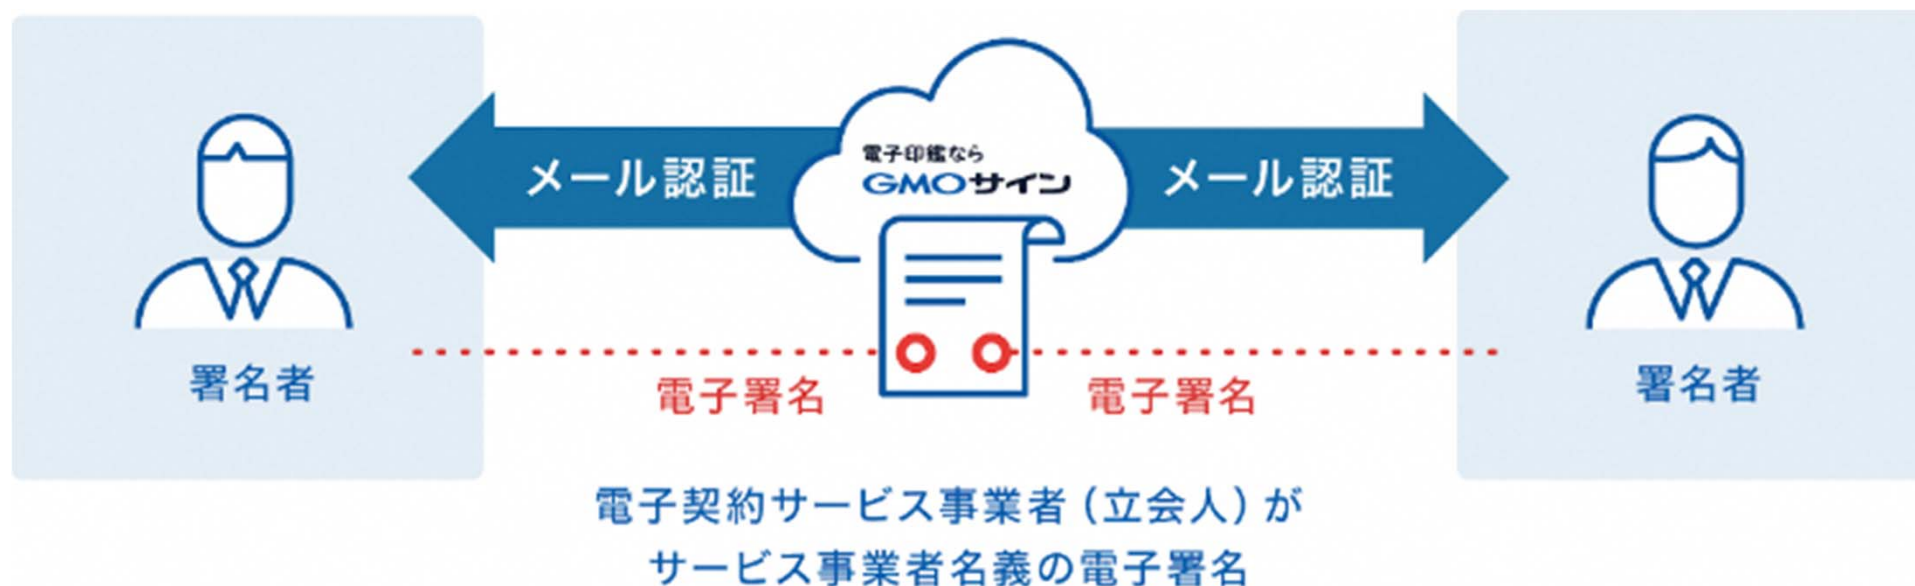 電子印鑑なら
GMOサイン
メール認証
メール認証
署名者
電子署名
電子署名
署名者
電子契約サービス事業者（立会人）が
サービス事業者名義の電子署名